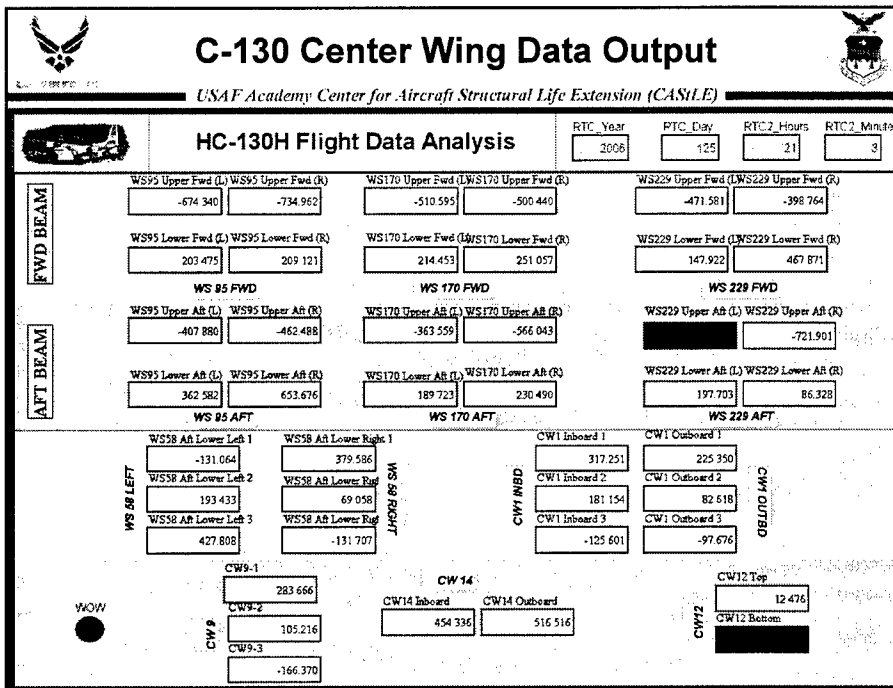 C-130 Center Wing Data Output
USAF Academy Center for Aircraft Structural Life Extension (CAStLE)
HC-130H Flight Data Analysis
RTC_Year RTC_Day RTC2_Hours RTC2_Minute
2006 125 21 3
FWD BEAM
WS95 Upper Fwd (L) WS95 Upper Fwd (R) WS170 Upper Fwd (L) WS170 Upper Fwd (R) WS229 Upper Fwd (L) WS229 Upper Fwd (R)
-674 340 -734.962 -510.595 -500 440 -471.581 -398 764
WS95 Lower Fwd (L) WS95 Lower Fwd (R) WS170 Lower Fwd (L) WS170 Lower Fwd (R) WS229 Lower Fwd (L) WS229 Lower Fwd (R)
203 475 209 121 214.453 251 057 147.922 467 871
WS 95 FWD WS 170 FWD WS 229 FWD
AFT BEAM
WS95 Upper Aft (L) WS95 Upper Aft (R) WS170 Upper Aft (L) WS170 Upper Aft (R) WS229 Upper Aft (L) WS229 Upper Aft (R)
-407 880 -462.488 -363 559 -566 043 -721.901
WS95 Lower Aft (L) WS95 Lower Aft (R) WS170 Lower Aft (L) WS170 Lower Aft (R) WS229 Lower Aft (L) WS229 Lower Aft (R)
362 582 653.676 189 723 230 490 197.703 86.328
WS 95 AFT WS 170 AFT WS 229 AFT
WS 58 LEFT
WS58 Aft Lower Left 1 WS58 Aft Lower Right 1
-131.064 379.586
WS58 Aft Lower Left 2 WS58 Aft Lower Rig
193 433 69 058
WS58 Aft Lower Left 3 WS58 Aft Lower Rig
427.808 -131 707
WS 58 RIGHT
CW1 INBD
CW1 Inboard 1 CW1 Outboard 1
317.251 225 350
CW1 Inboard 2 CW1 Outboard 2
181 154 82 618
CW1 Inboard 3 CW1 Outboard 3
-125 601 -97.676
CW1 OUTBD
WOW
CW 9
CW9-1
283 666
CW9-2
105.216
CW9-3
-166.370
CW 14
CW14 Inboard CW14 Outboard
454 336 516 516
CW12
CW12 Top
12 476
CW12 Bottom